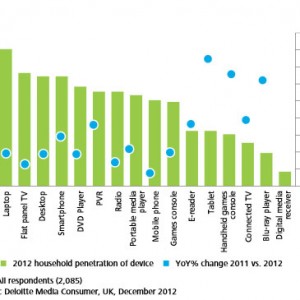 Laptop
Flat panel TV
Desktop
Smartphone
DVD Player
PVR
Radio
Portable media
player
Mobile phone
Games console
E-reader
Tablet
Handheld games
console
Connected TV
Blu-ray player
Digital media
receiver
2012 household penetration of device
YoY% change 2011 vs. 2012
All respondents (2,085)
: Deloitte Media Consumer, UK, December 2012